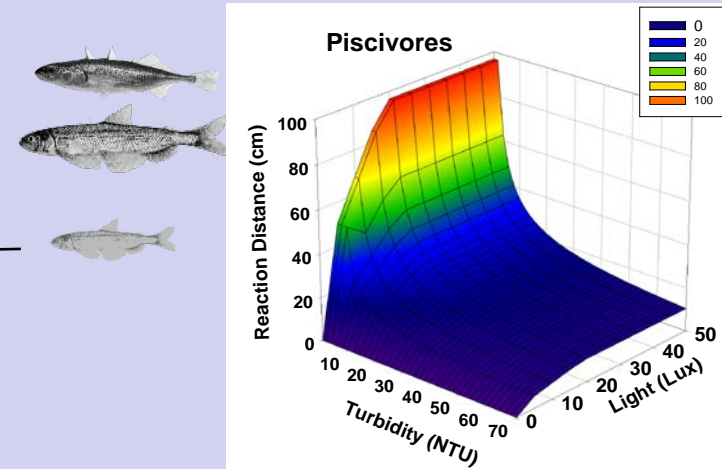 Piscivores
0
20
40
60
80
100
Reaction Distance (cm)
100
80
60
40
20
0
10 20 30 40 50 60 70
Turbidity (NTU)
0 10 20 30 40 50
Light (Lux)